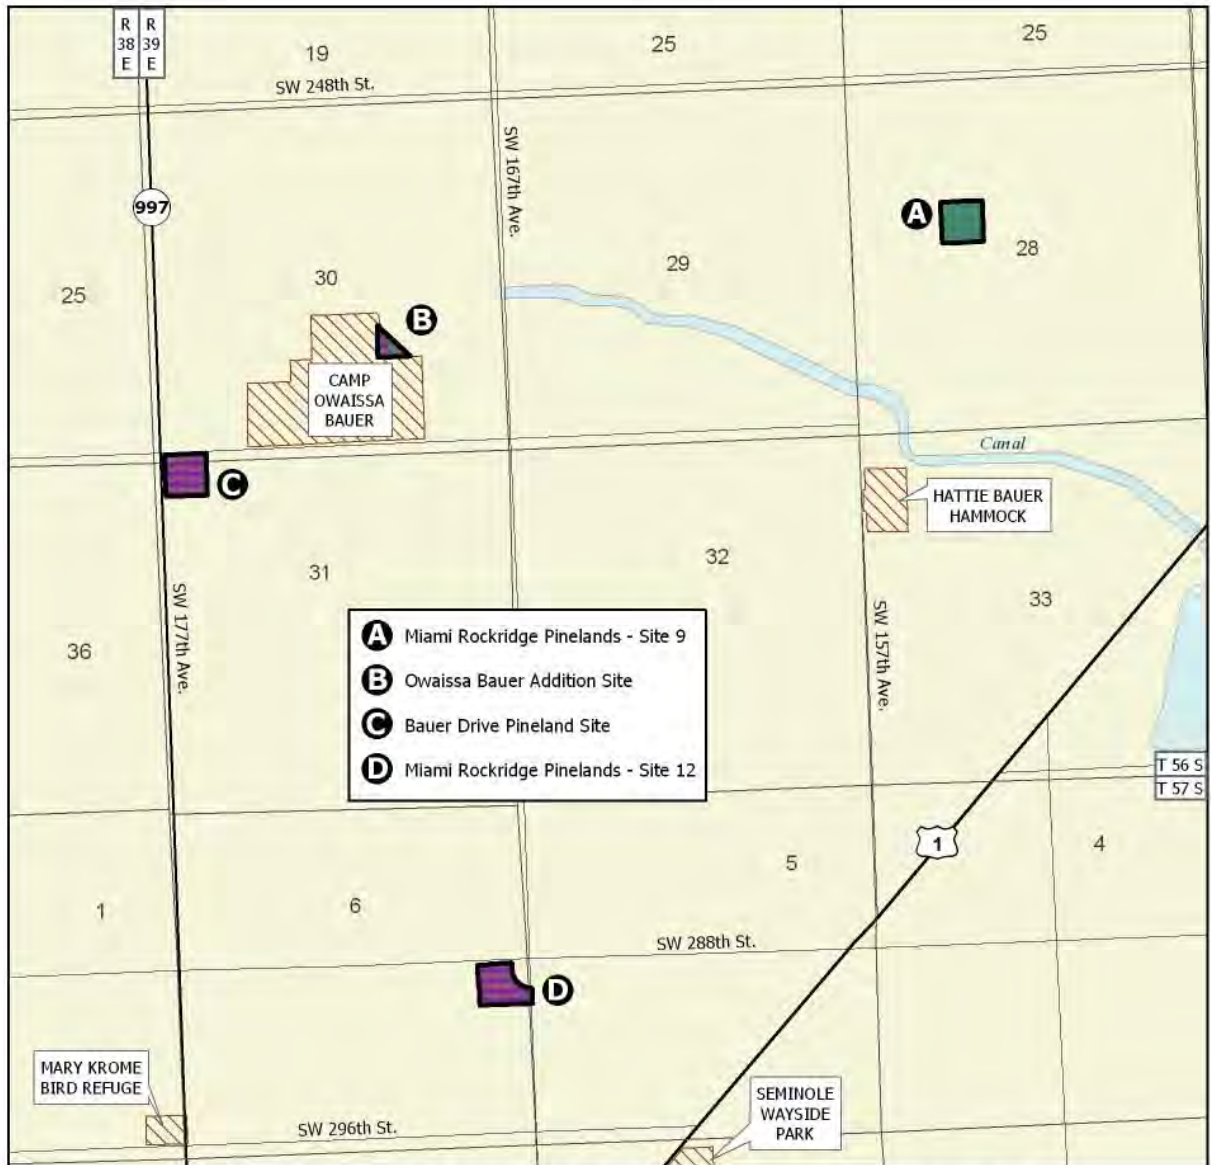 R
38
E
R
39
E
19
25
25
SW 248th St.
SW 167th Ave.
997
A
28
29
30
25
B
CAMP
OWAISSA
BAUER
Canal
C
HATTIE BAUER
HAMMOCK
32
31
33
SW 177th Ave.
SW 157th Ave.
36
A Miami Rockridge Pinelands - Site 9
B Owaissa Bauer Addition Site
C Bauer Drive Pineland Site
D Miami Rockridge Pinelands - Site 12
T 56 S
T 57 S
1
4
5
6
1
SW 288th St.
D
MARY KROME
BIRD REFUGE
SEMINOLE
WAYSIDE
PARK
SW 296th St.